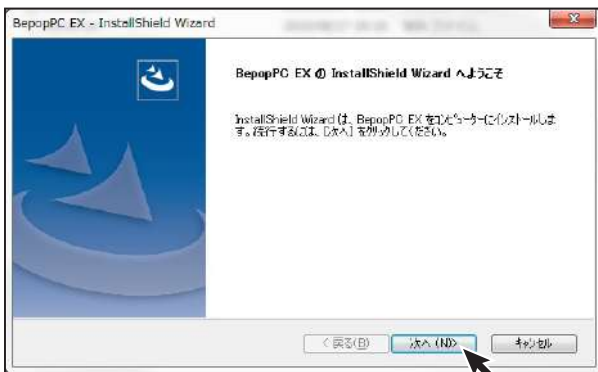 BepopPC EX - InstallShield Wizard
BepopPC EX の InstallShield Wizard へようこそ
InstallShield Wizard は、BepopPC EX をコンピューターにインストールしま
す。続行するには、[次へ] をクリックしてください。
< 戻る(B) 次へ (N)> キャンセル